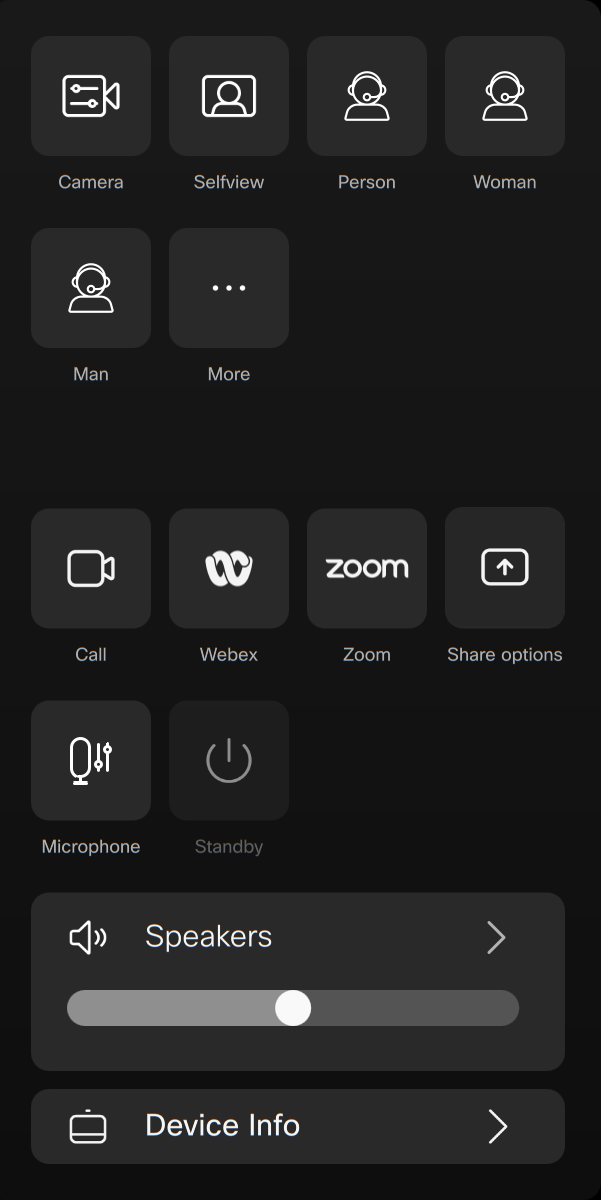 Camera Selfview Person Woman
Man More
zoom
Call Webex Zoom Share options
Microphone Standby
Speakers
Device Info